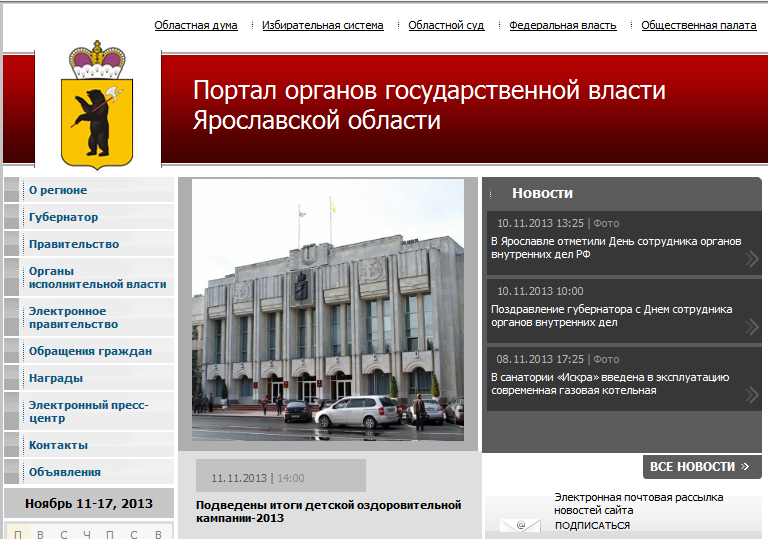 Областная дума
Избирательная система
Областной суд
Федеральная власть
Общественная палата
Портал органов государственной власти
Ярославской области
О регионе
Губернатор
Правительство
Органы
исполнительной власти
Электронное
правительство
Обращения граждан
Награды
Электронный пресс-
центр
Контакты
Объявления
Ноябрь 11-17, 2013
П В С Ч П С В
11.11.2013 | 14:00
Подведены итоги детской оздоровительной
кампании-2013
Новости
10.11.2013 13:25 | Фото
В Ярославле отметили День сотрудника органов
внутренних дел РФ
10.11.2013 10:00
Поздравление губернатора с Днем сотрудника
органов внутренних дел
08.11.2013 17:25 | Фото
В санатории «Искра» введена в эксплуатацию
современная газовая котельная
ВСЕ НОВОСТИ »
Электронная почтовая рассылка
новостей сайта
ПОДПИСАТЬСЯ